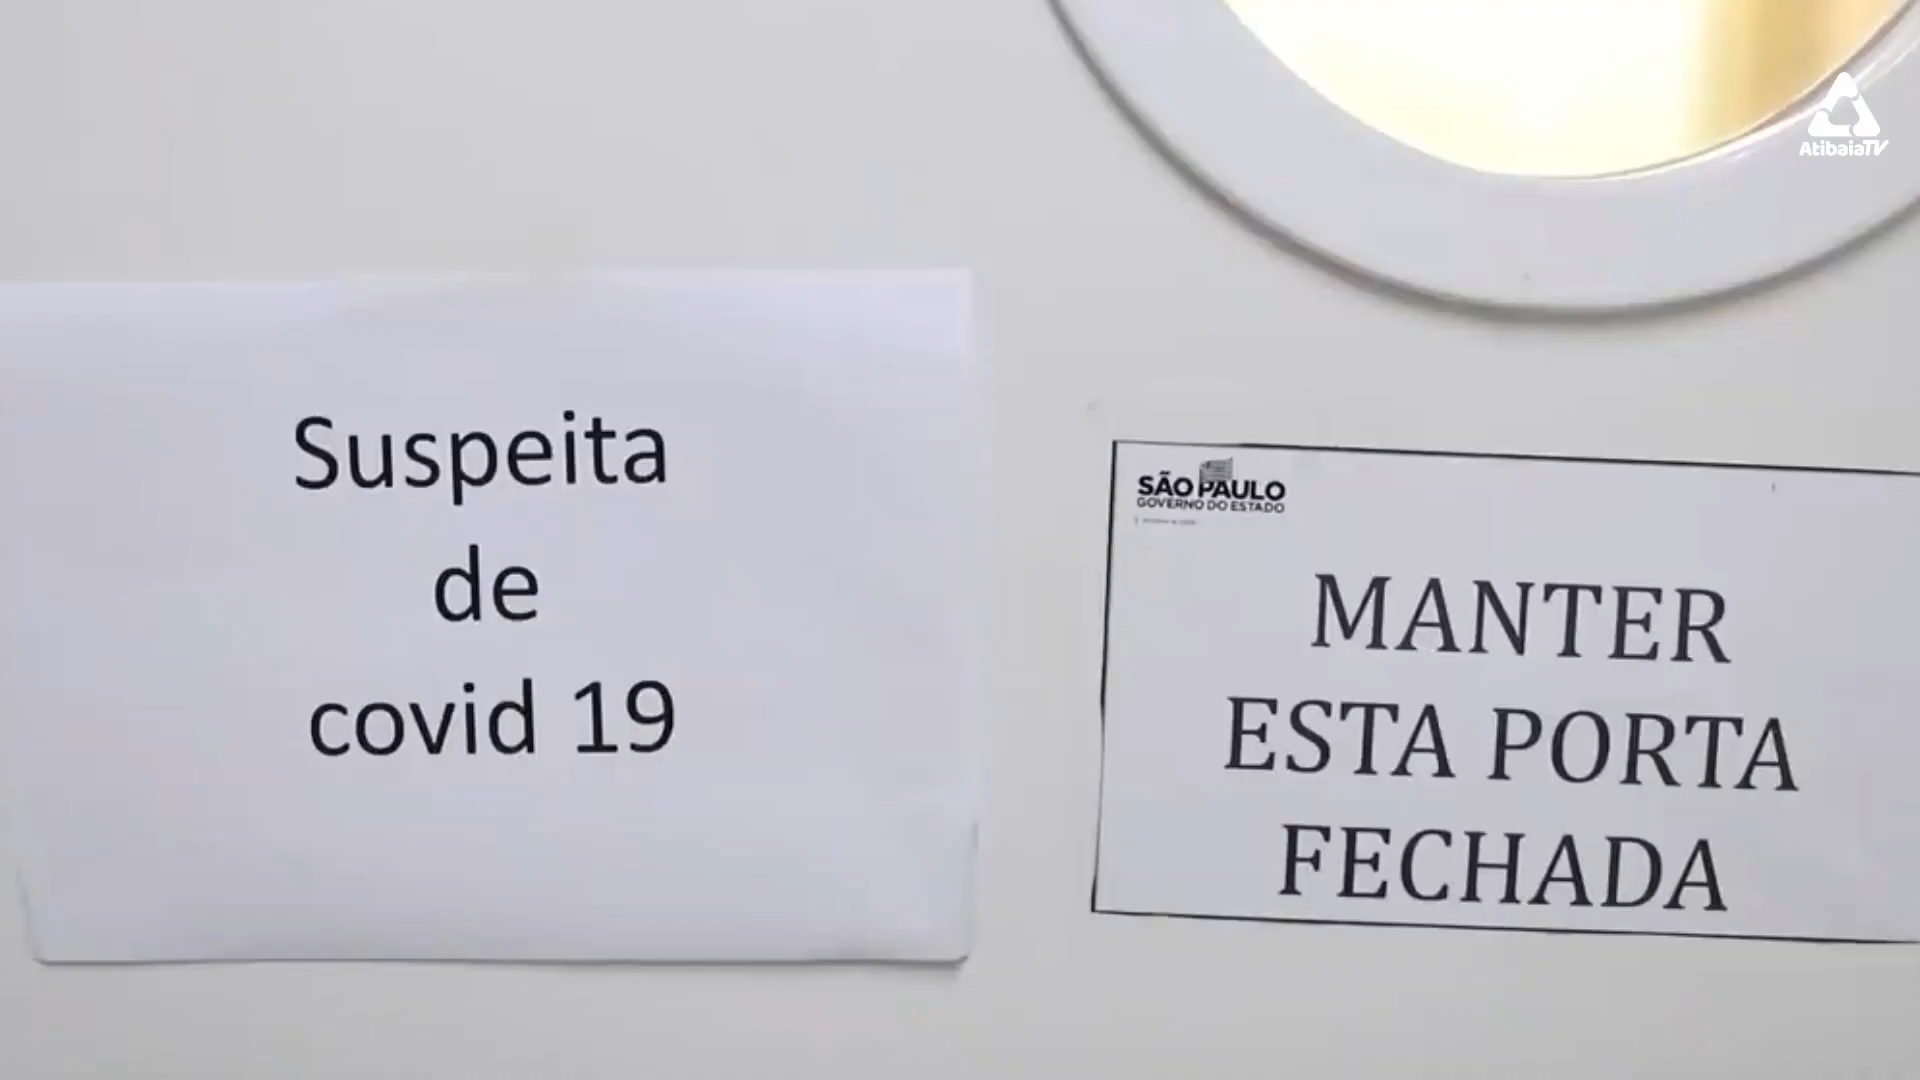 AtibaiaTV
Suspeita
de
covid 19
SÃO PAULO
GOVERNO DO ESTADO
MANTER
ESTA PORTA
FECHADA